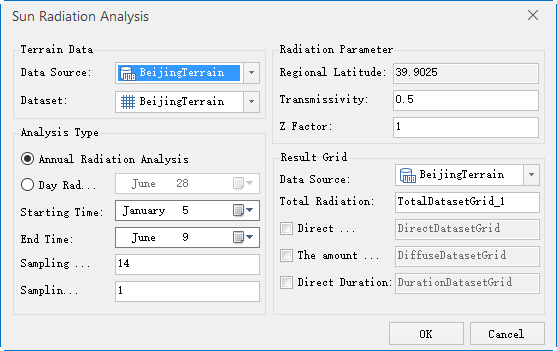 Sun Radiation Analysis
Terrain Data
Data Source: BeijingTerrain
Dataset: BeijingTerrain
Analysis Type
Annual Radiation Analysis
Day Rad... June 28
Starting Time: January 5
End Time: June 9
Sampling ... 14
Samplin... 1
Radiation Parameter
Regional Latitude: 39.9025
Transmissivity: 0.5
Z Factor: 1
Result Grid
Data Source: BeijingTerrain
Total Radiation: TotalDatasetGrid_1
Direct ... DirectDatasetGrid
The amount ... DiffuseDatasetGrid
Direct Duration: DurationDatasetGrid
OK Cancel